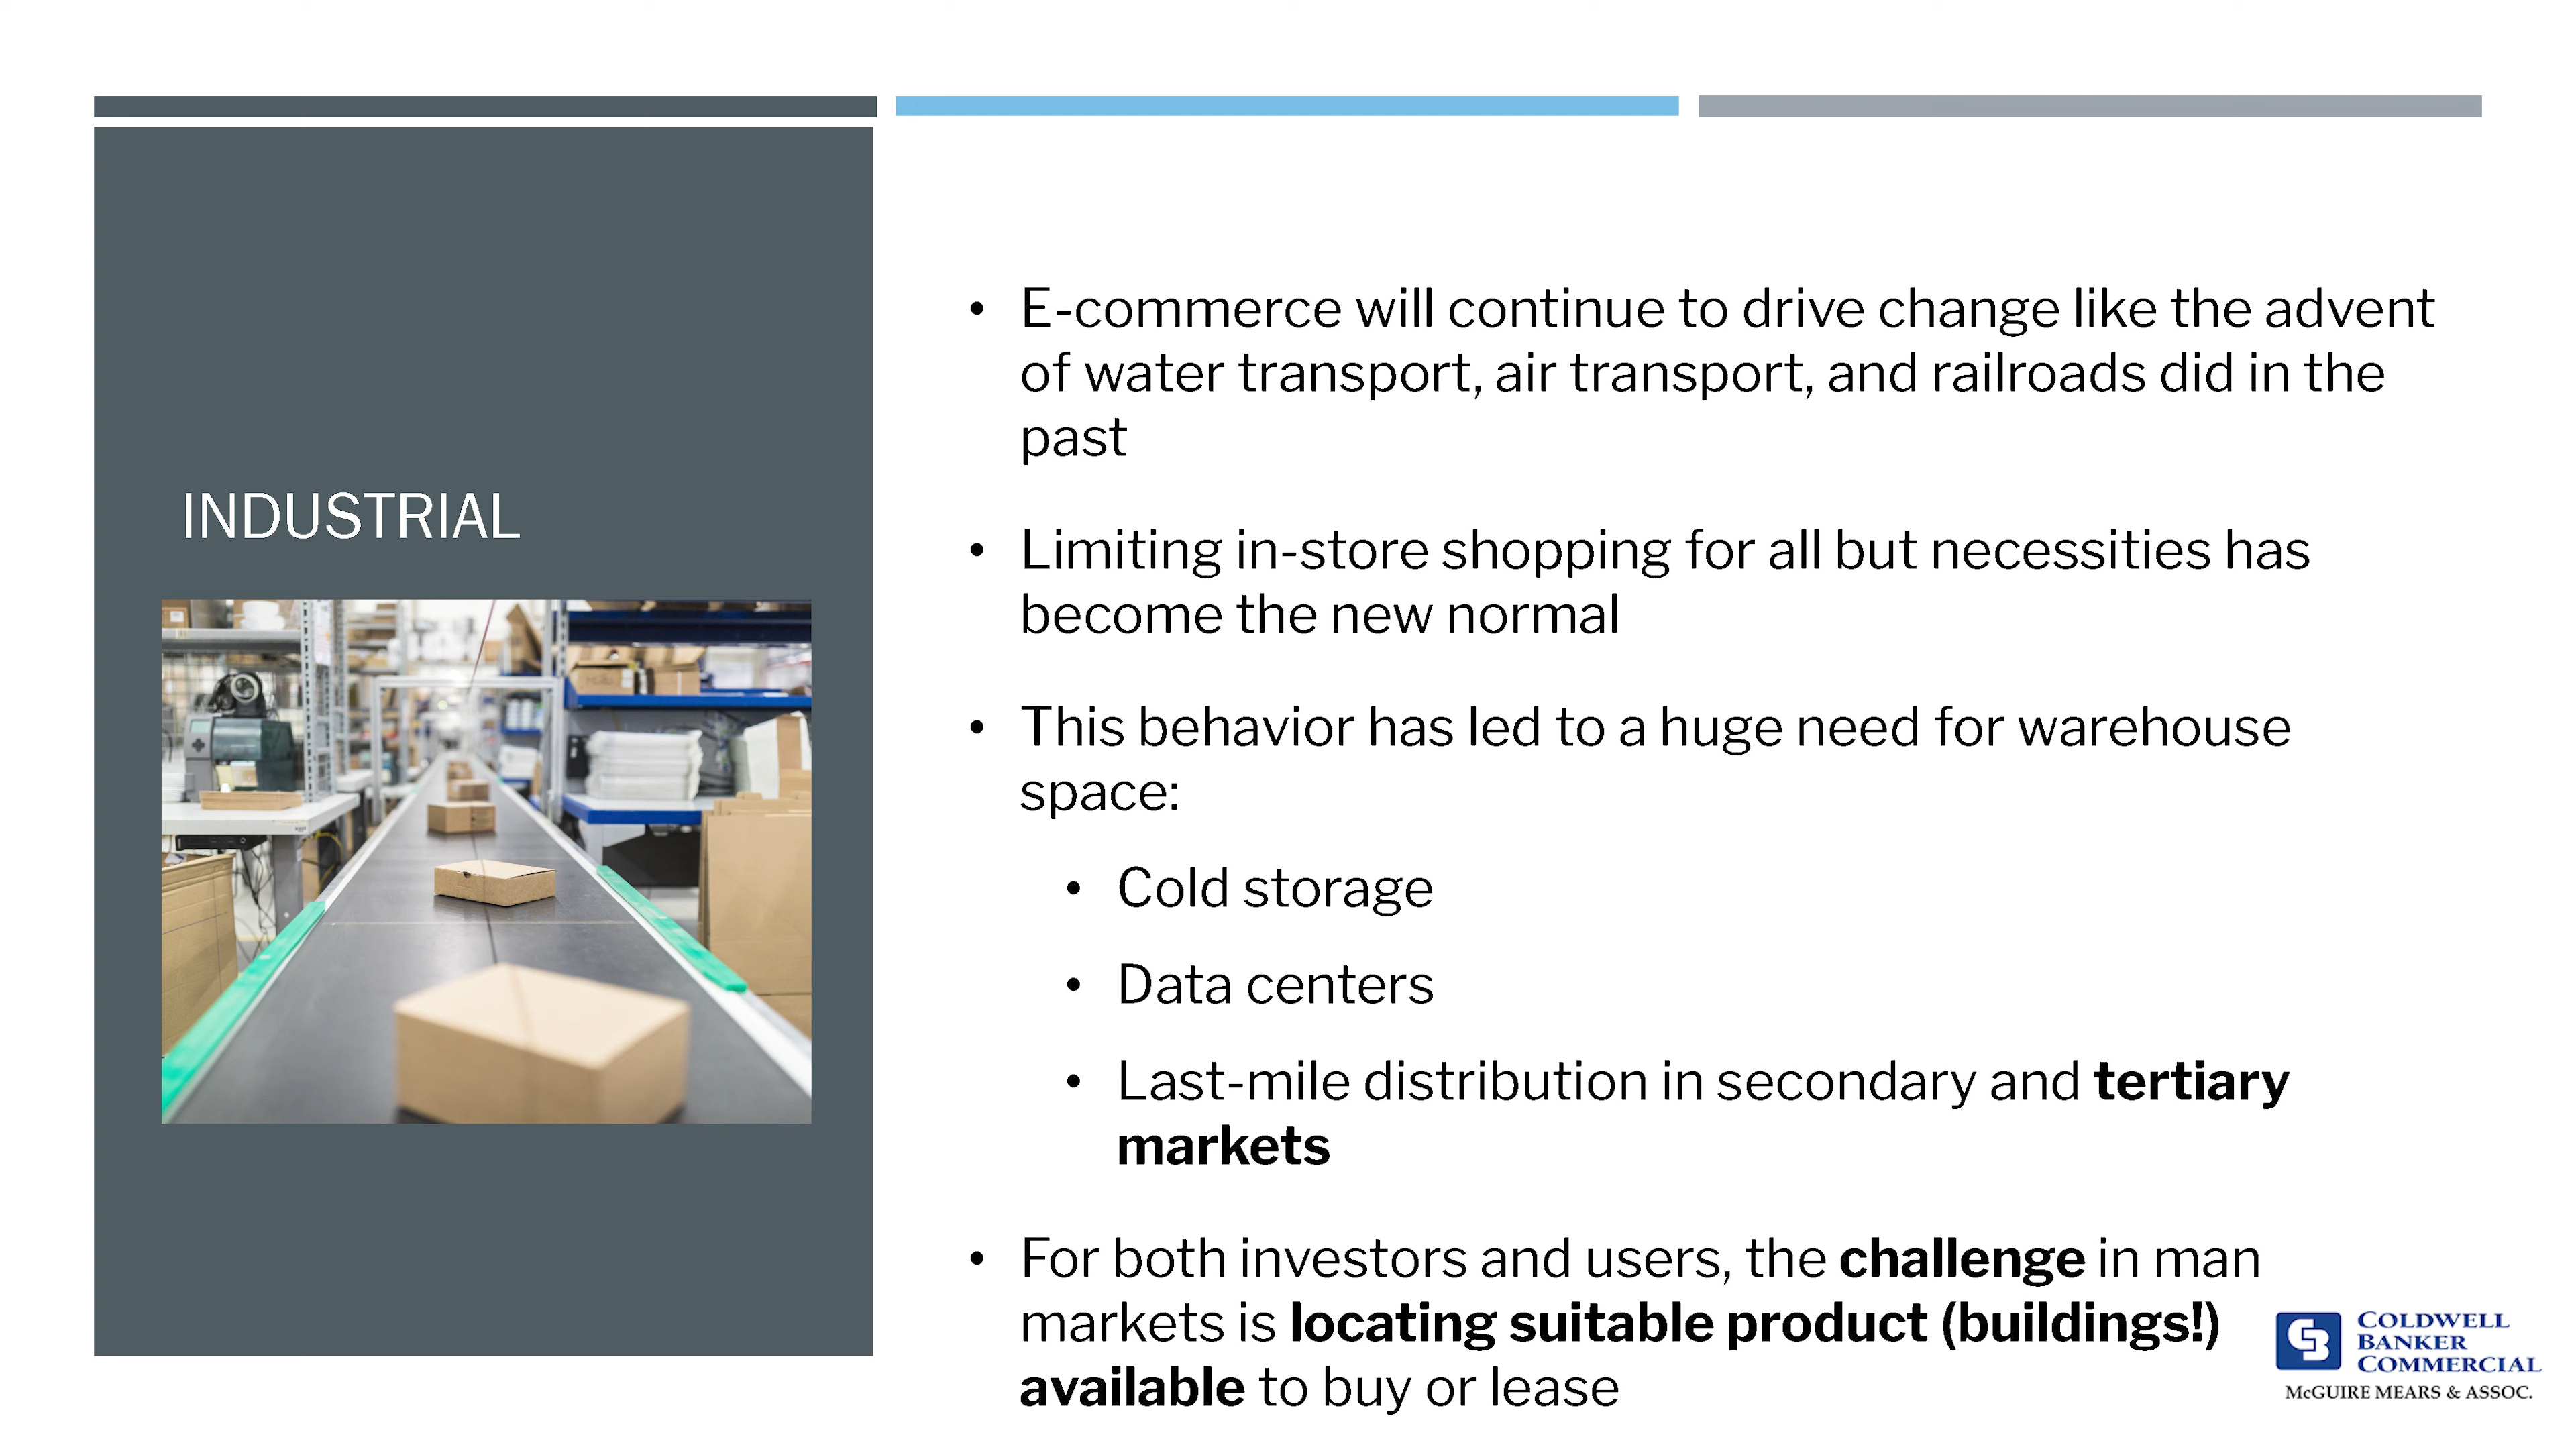 INDUSTRIAL
• E-commerce will continue to drive change like the advent
of water transport, air transport, and railroads did in the
past
• Limiting in-store shopping for all but necessities has
become the new normal
• This behavior has led to a huge need for warehouse
space:
• Cold storage
• Data centers
• Last-mile distribution in secondary and tertiary
markets
• For both investors and users, the challenge in man
markets is locating suitable product (buildings!)
available to buy or lease
COLDWELL
BANKER
COMMERCIAL
McGUIRE MEARS & ASSOC.